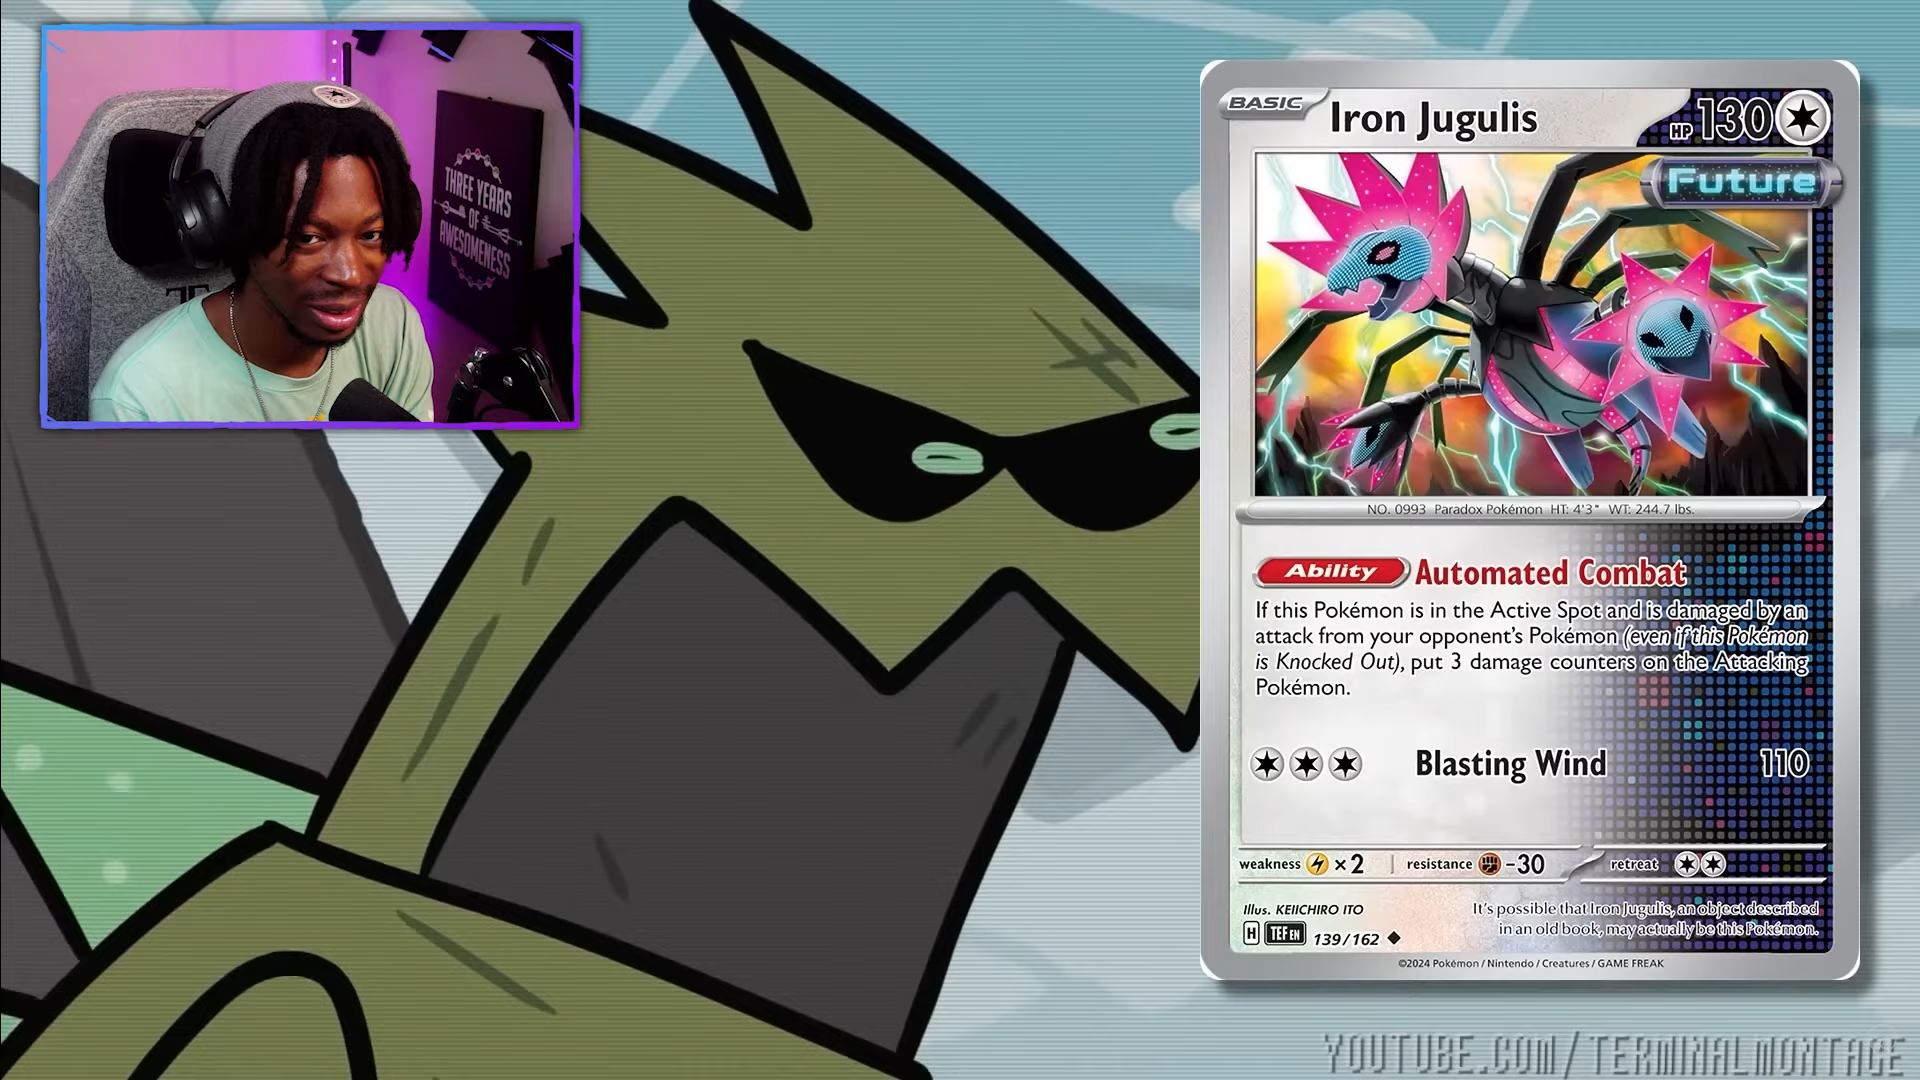 THREE YEARS
OF
AWESOMENESS
BASIC
Iron Jugulis
HP 130
Future
NO. 0993 Paradox Pokémon HT: 4'3" WT: 244.7 lbs.
Ability Automated Combat
If this Pokémon is in the Active Spot and is damaged by an
attack from your opponent's Pokémon (even if this Pokémon
is Knocked Out), put 3 damage counters on the Attacking
Pokémon.
Blasting Wind 110
weakness ×2 resistance -30 retreat
Illus. KEIICHIRO ITO
It's possible that Iron Jugulis, an object described
in an old book, may actually be this Pokémon.
H TEF EN 139/162
©2024 Pokémon / Nintendo / Creatures / GAME FREAK
YOUTUBE.COM/TERMINALMONTAGE